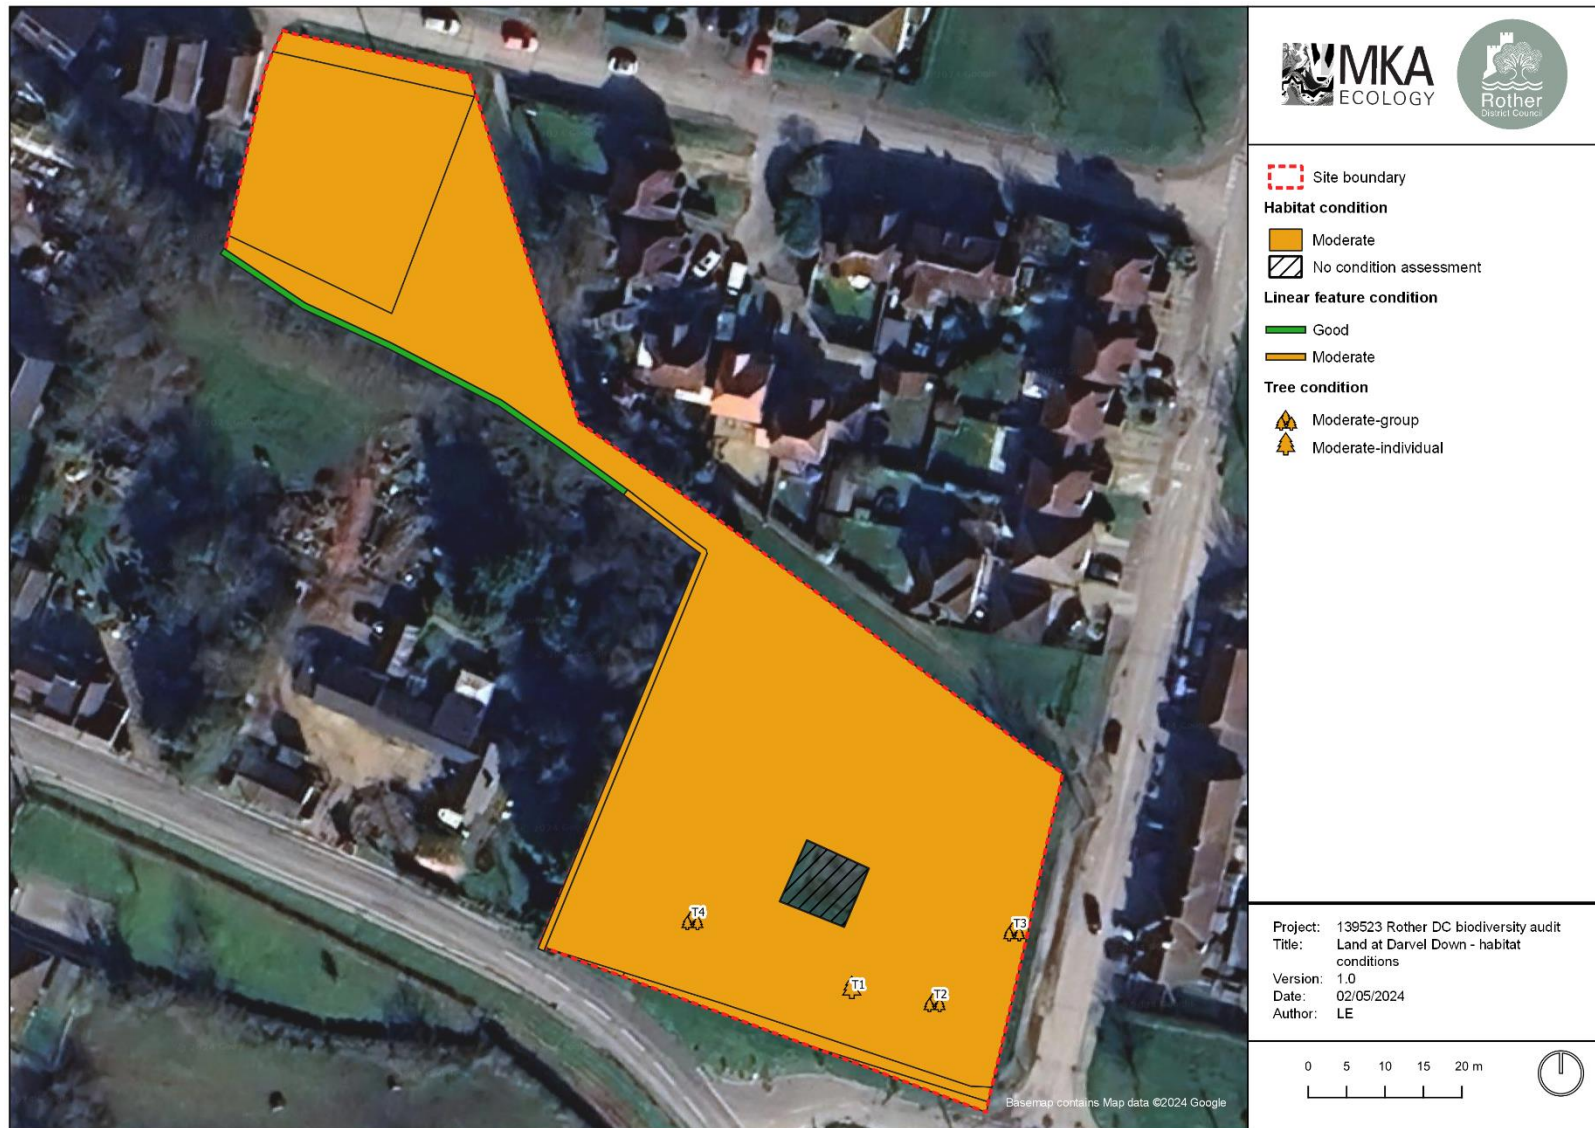 MKA
ECOLOGY
Rother
District Council
Site boundary
Habitat condition
Moderate
No condition assessment
Linear feature condition
Good
Moderate
Tree condition
Moderate-group
Moderate-individual
T4
T3
T1
T2
Basemap contains Map data ©2024 Google
Project: 139523 Rother DC biodiversity audit
Title: Land at Darvel Down - habitat
conditions
Version: 1.0
Date: 02/05/2024
Author: LE
0 5 10 15 20 m